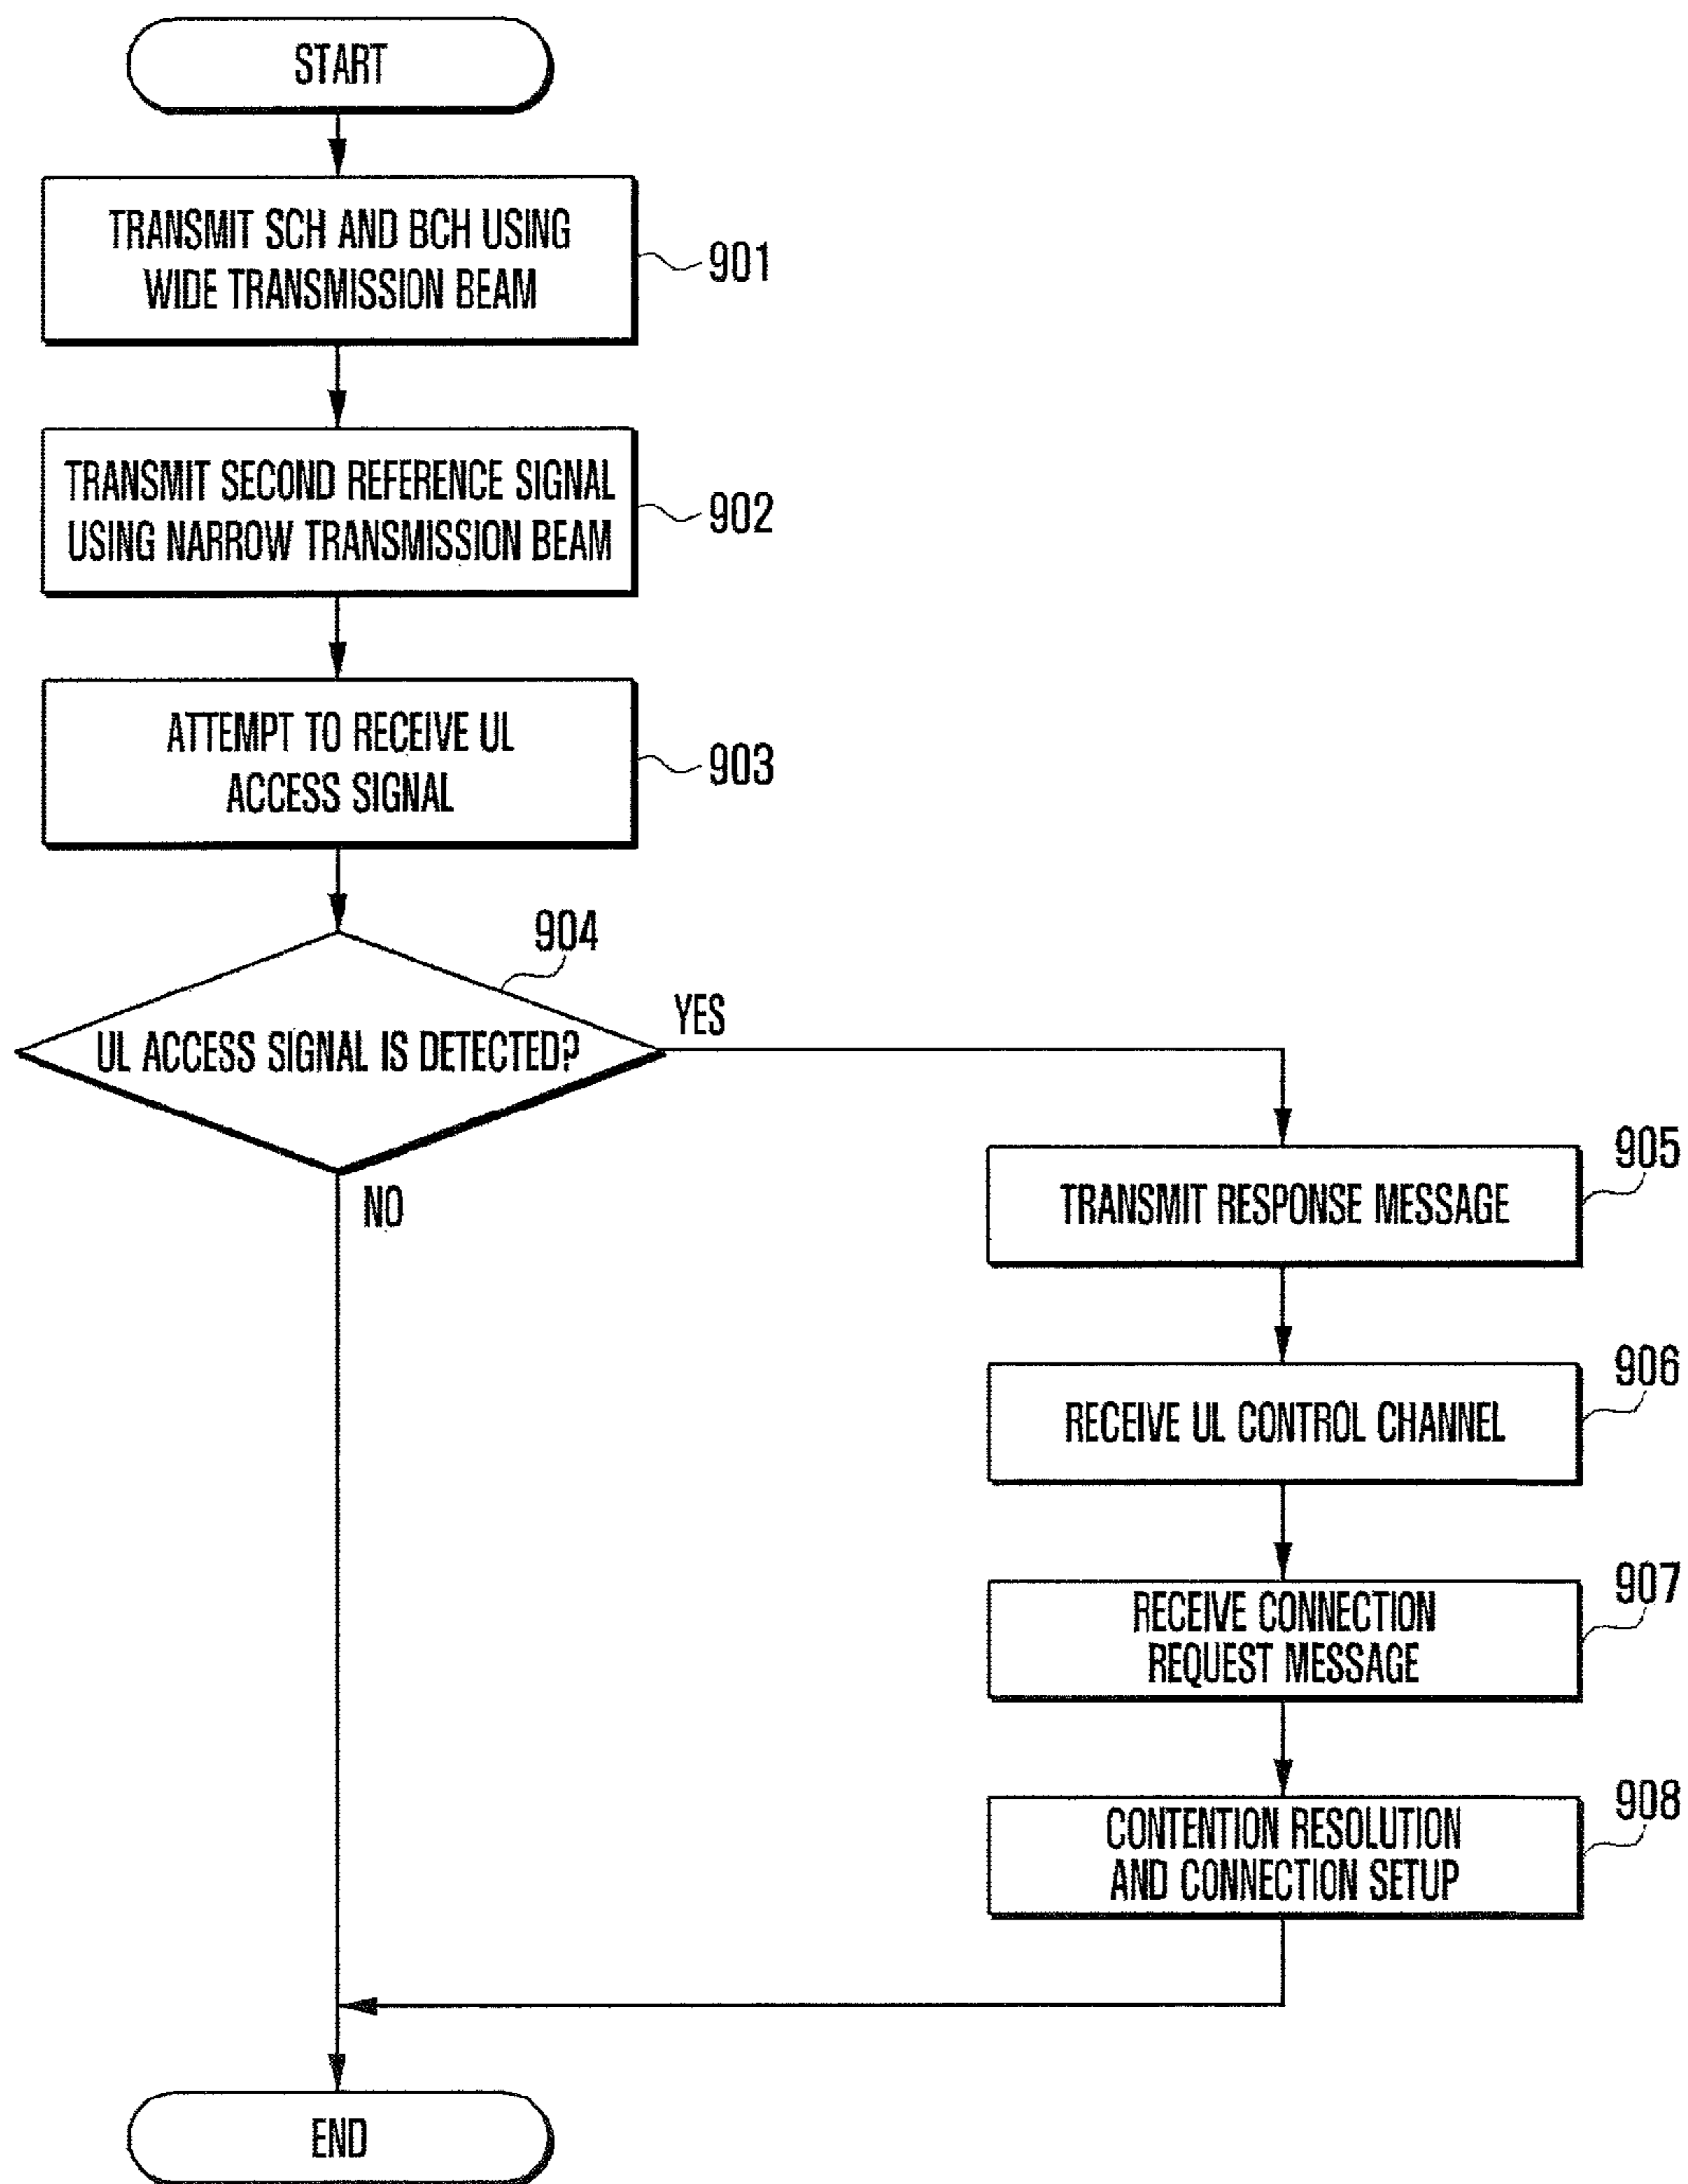 START
TRANSMIT SCH AND BCH USING
WIDE TRANSMISSION BEAM
901
TRANSMIT SECOND REFERENCE SIGNAL
USING NARROW TRANSMISSION BEAM
902
ATTEMPT TO RECEIVE UL
ACCESS SIGNAL
903
904
UL ACCESS SIGNAL IS DETECTED?
YES
NO
905
TRANSMIT RESPONSE MESSAGE
906
RECEIVE UL CONTROL CHANNEL
907
RECEIVE CONNECTION
REQUEST MESSAGE
908
CONTENTION RESOLUTION
AND CONNECTION SETUP
END